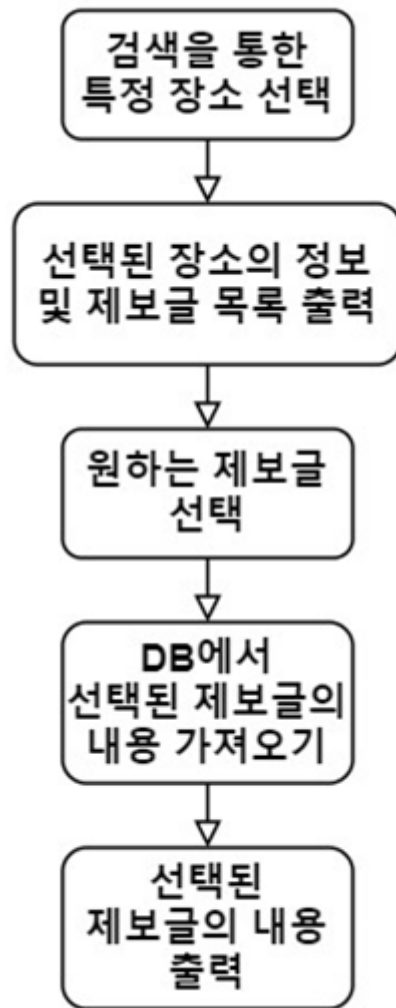 검색을 통한
특정 장소 선택
선택된 장소의 정보
및 제보글 목록 출력
원하는 제보글
선택
DB에서
선택된 제보글의
내용 가져오기
선택된
제보글의 내용
출력